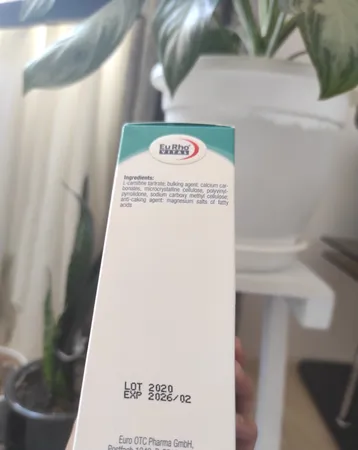 EuRho®
VITAL
Ingredients:
L-carnitine tartrate; bulking agent: calcium car-
bonate, microcrystalline cellulose, polyvinyl-
pyrrolidone, sodium carboxy methyl cellulose;
anti-caking agent: magnesium salts of fatty
acids
LOT 2020
EXP 2026/02
Euro OTC Pharma GmbH,
Postfach